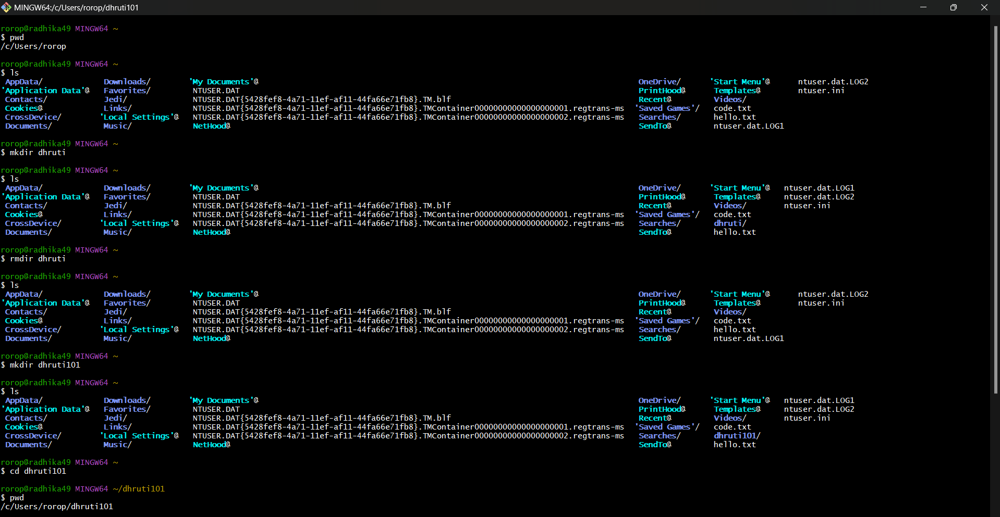 MINGW64:/c/Users/rorop/dhruti101
rorop@radhika49 MINGW64 ~
$ pwd
/c/Users/rorop
rorop@radhika49 MINGW64 ~
$ ls
AppData/ Downloads/ 'My Documents'@ OneDrive/ 'Start Menu'@ ntuser.dat.LOG2
'Application Data'@ Favorites/ NTUSER.DAT PrintHood@ Templates@ ntuser.ini
Contacts/ Jedi/ NTUSER.DAT{5428fef8-4a71-11ef-af11-44fa66e71fb8}.TM.blf Recent@ Videos/
Cookies@ Links/ NTUSER.DAT{5428fef8-4a71-11ef-af11-44fa66e71fb8}.TMContainer00000000000000000001.regtrans-ms 'Saved Games'/ code.txt
CrossDevice/ 'Local Settings'@ NTUSER.DAT{5428fef8-4a71-11ef-af11-44fa66e71fb8}.TMContainer00000000000000000002.regtrans-ms Searches/ hello.txt
Documents/ Music/ NetHood@ SendTo@ ntuser.dat.LOG1
rorop@radhika49 MINGW64 ~
$ mkdir dhruti
rorop@radhika49 MINGW64 ~
$ ls
AppData/ Downloads/ 'My Documents'@ OneDrive/ 'Start Menu'@ ntuser.dat.LOG1
'Application Data'@ Favorites/ NTUSER.DAT PrintHood@ Templates@ ntuser.dat.LOG2
Contacts/ Jedi/ NTUSER.DAT{5428fef8-4a71-11ef-af11-44fa66e71fb8}.TM.blf Recent@ Videos/ ntuser.ini
Cookies@ Links/ NTUSER.DAT{5428fef8-4a71-11ef-af11-44fa66e71fb8}.TMContainer00000000000000000001.regtrans-ms 'Saved Games'/ code.txt
CrossDevice/ 'Local Settings'@ NTUSER.DAT{5428fef8-4a71-11ef-af11-44fa66e71fb8}.TMContainer00000000000000000002.regtrans-ms Searches/ dhruti/
Documents/ Music/ NetHood@ SendTo@ hello.txt
rorop@radhika49 MINGW64 ~
$ rmdir dhruti
rorop@radhika49 MINGW64 ~
$ ls
AppData/ Downloads/ 'My Documents'@ OneDrive/ 'Start Menu'@ ntuser.dat.LOG2
'Application Data'@ Favorites/ NTUSER.DAT PrintHood@ Templates@ ntuser.ini
Contacts/ Jedi/ NTUSER.DAT{5428fef8-4a71-11ef-af11-44fa66e71fb8}.TM.blf Recent@ Videos/
Cookies@ Links/ NTUSER.DAT{5428fef8-4a71-11ef-af11-44fa66e71fb8}.TMContainer00000000000000000001.regtrans-ms 'Saved Games'/ code.txt
CrossDevice/ 'Local Settings'@ NTUSER.DAT{5428fef8-4a71-11ef-af11-44fa66e71fb8}.TMContainer00000000000000000002.regtrans-ms Searches/ hello.txt
Documents/ Music/ NetHood@ SendTo@ ntuser.dat.LOG1
rorop@radhika49 MINGW64 ~
$ mkdir dhruti101
rorop@radhika49 MINGW64 ~
$ ls
AppData/ Downloads/ 'My Documents'@ OneDrive/ 'Start Menu'@ ntuser.dat.LOG1
'Application Data'@ Favorites/ NTUSER.DAT PrintHood@ Templates@ ntuser.dat.LOG2
Contacts/ Jedi/ NTUSER.DAT{5428fef8-4a71-11ef-af11-44fa66e71fb8}.TM.blf Recent@ Videos/ ntuser.ini
Cookies@ Links/ NTUSER.DAT{5428fef8-4a71-11ef-af11-44fa66e71fb8}.TMContainer00000000000000000001.regtrans-ms 'Saved Games'/ code.txt
CrossDevice/ 'Local Settings'@ NTUSER.DAT{5428fef8-4a71-11ef-af11-44fa66e71fb8}.TMContainer00000000000000000002.regtrans-ms Searches/ dhruti101/
Documents/ Music/ NetHood@ SendTo@ hello.txt
rorop@radhika49 MINGW64 ~
$ cd dhruti101
rorop@radhika49 MINGW64 ~/dhruti101
$ pwd
/c/Users/rorop/dhruti101